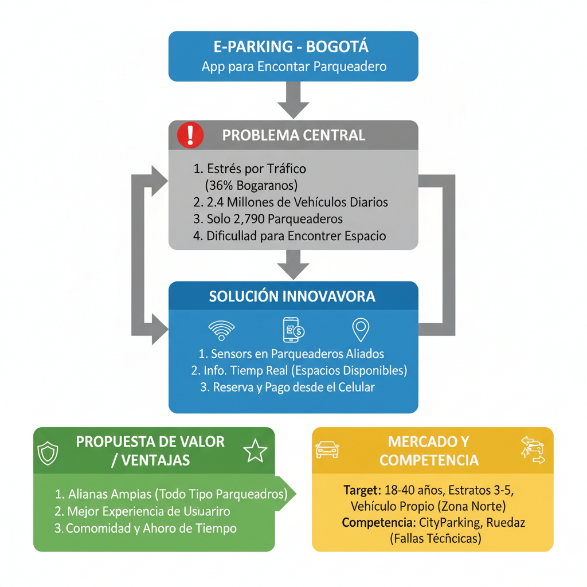 E-PARKING - BOGOTÁ
App para Encontar Parqueadero
PROBLEMA CENTRAL
1. Estrés por Tráfico
(36% Bogaranos)
2. 2.4 Millones de Vehículos Diarios
3. Solo 2,790 Parqueaderos
4. Dificullad para Encontrer Espacio
SOLUCIÓN INNOVAVORA
1. Sensors en Parqueaderos Aliados
2. Info. Tiemp Real (Espacios Disponibles)
3. Reserva y Pago desde el Celular
PROPUESTA DE VALOR
/ VENTAJAS
1. Alianas Ampias (Todo Tipo Parqueadros)
2. Mejor Experiencia de Usuariro
3. Comomidad y Ahoro de Tiempo
MERCADO Y
COMPETENCIA
Target: 18-40 años, Estratos 3-5,
Vehículo Propio (Zona Norte)
Competencia: CityParking, Ruedaz
(Fallas Técñcicas)